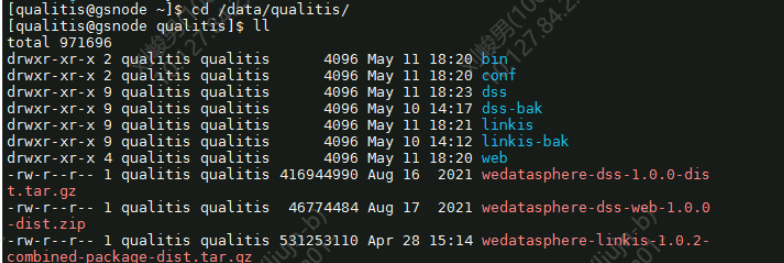 [qualitis@gsnode ~]$ cd /data/qualitis/
[qualitis@gsnode qualitis]$ ll
total 971696
drwxr-xr-x 2 qualitis qualitis      4096 May 11 18:20 bin
drwxr-xr-x 2 qualitis qualitis      4096 May 11 18:20 conf
drwxr-xr-x 9 qualitis qualitis      4096 May 11 18:23 dss
drwxr-xr-x 9 qualitis qualitis      4096 May 10 14:17 dss-bak
drwxr-xr-x 9 qualitis qualitis      4096 May 11 18:21 linkis
drwxr-xr-x 9 qualitis qualitis      4096 May 10 14:12 linkis-bak
drwxr-xr-x 4 qualitis qualitis      4096 May 11 18:20 web
-rw-r--r-- 1 qualitis qualitis 416944990 Aug 16  2021 wedatasphere-dss-1.0.0-dis
t.tar.gz
-rw-r--r-- 1 qualitis qualitis  46774484 Aug 17  2021 wedatasphere-dss-web-1.0.0
-dist.zip
-rw-r--r-- 1 qualitis qualitis 531253110 Apr 28 15:14 wedatasphere-linkis-1.0.2-
combined-package-dist.tar.gz